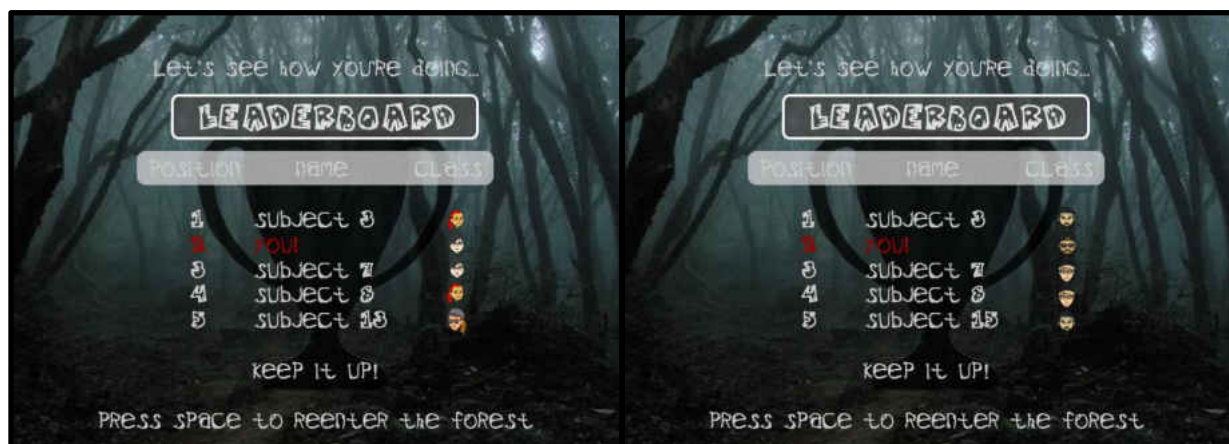 Let's see how you're doing...
LEADERBOARD
Position name Class
1 Subject 3
2 YOU!
3 Subject 7
4 Subject 8
5 Subject 13
Keep it up!
Press space to reenter the forest
Let's see how you're doing...
LEADERBOARD
Position name Class
1 Subject 3
2 YOU!
3 Subject 7
4 Subject 8
5 Subject 15
Keep it up!
Press space to reenter the forest